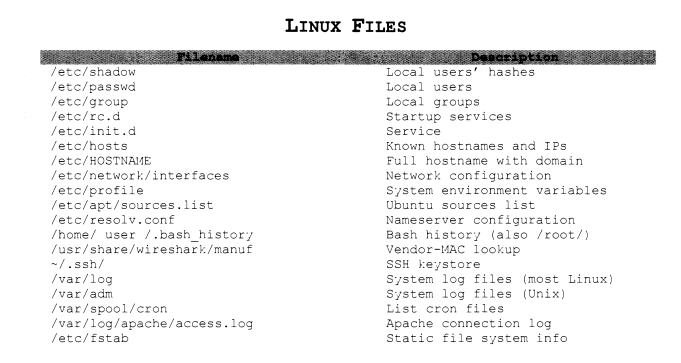 LINUX FILES
Filename Description
/etc/shadow Local users' hashes
/etc/passwd Local users
/etc/group Local groups
/etc/rc.d Startup services
/etc/init.d Service
/etc/hosts Known hostnames and IPs
/etc/HOSTNAME Full hostname with domain
/etc/network/interfaces Network configuration
/etc/profile System environment variables
/etc/apt/sources.list Ubuntu sources list
/etc/resolv.conf Nameserver configuration
/home/ user /.bash_history Bash history (also /root/)
/usr/share/wireshark/manuf Vendor-MAC lookup
~/.ssh/ SSH keystore
/var/log System log files (most Linux)
/var/adm System log files (Unix)
/var/spool/cron List cron files
/var/log/apache/access.log Apache connection log
/etc/fstab Static file system info